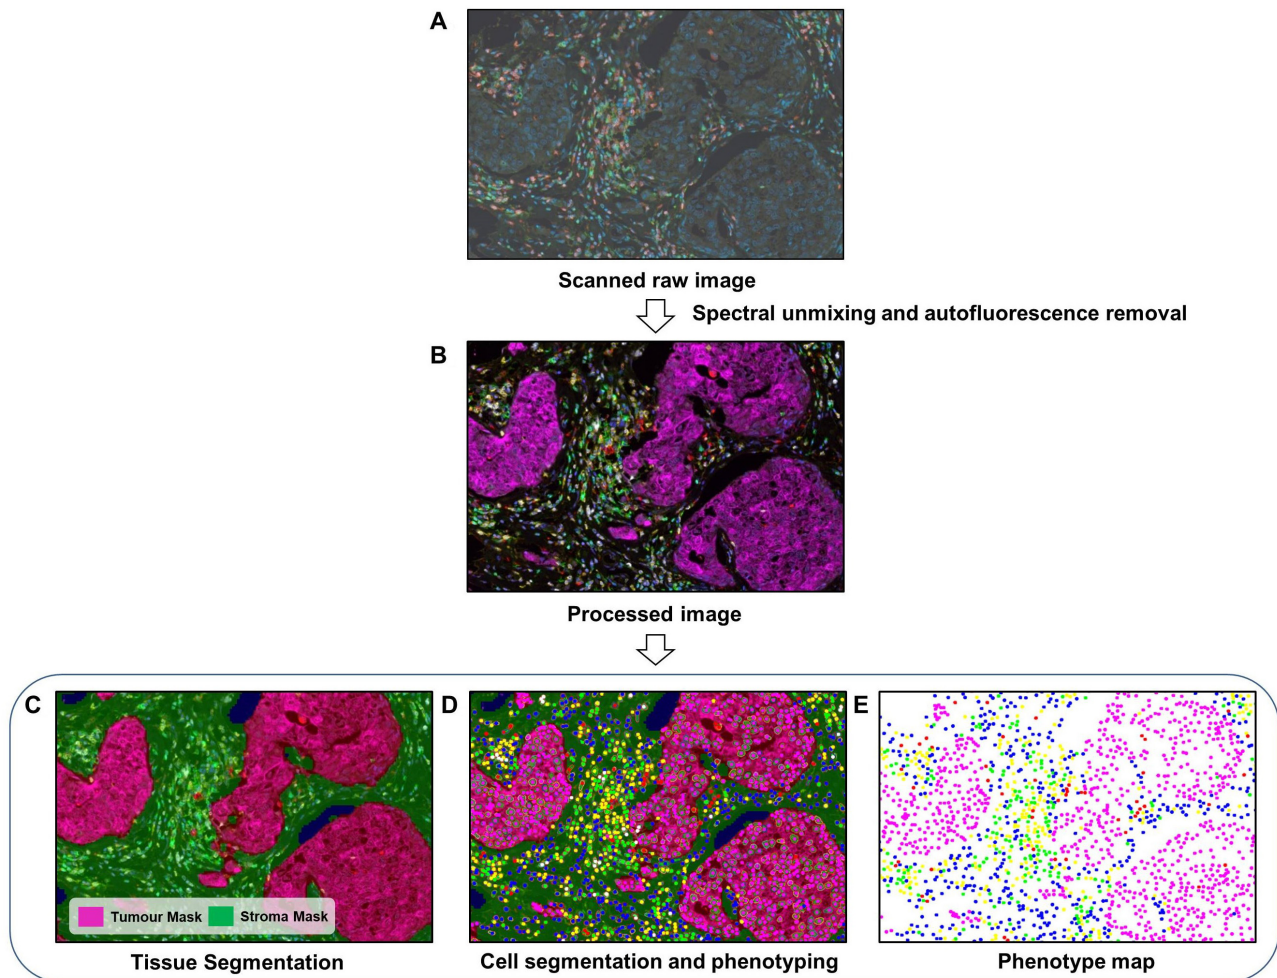 A
Scanned raw image
Spectral unmixing and autofluorescence removal
B
Processed image
C
D
E
Tumour Mask
Stroma Mask
Tissue Segmentation
Cell segmentation and phenotyping
Phenotype map